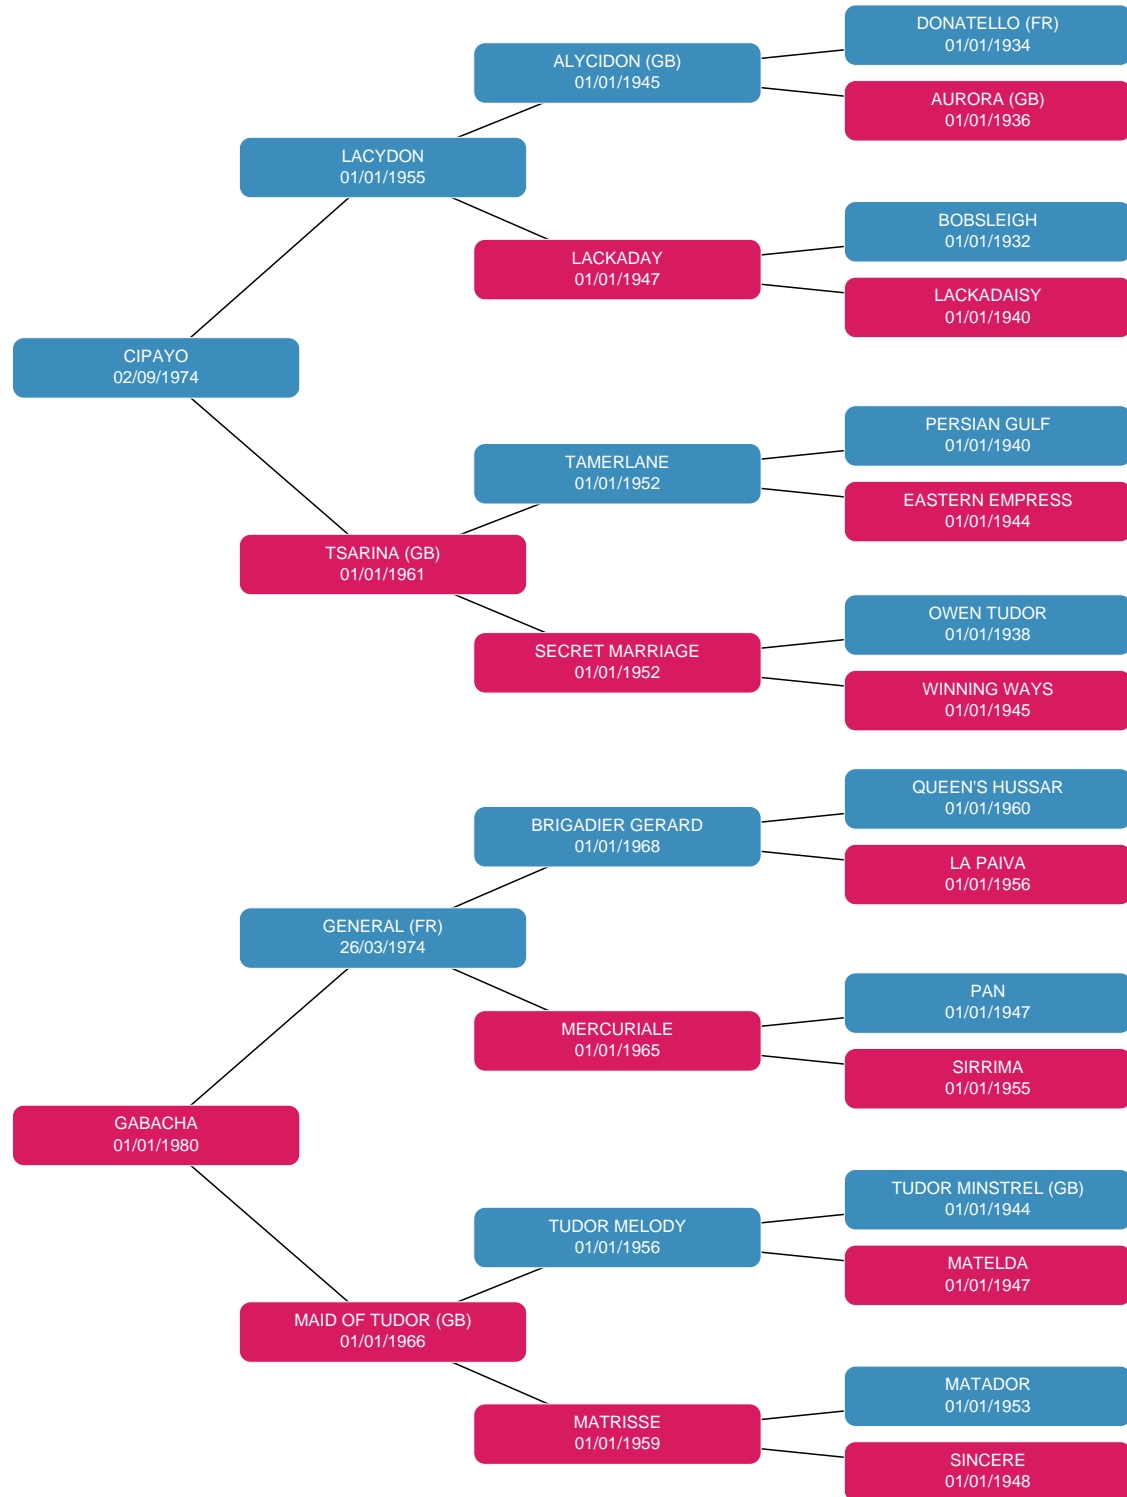 DONATELLO (FR)
01/01/1934
ALYCIDON (GB)
01/01/1945
AURORA (GB)
01/01/1936
LACYDON
01/01/1955
BOBSLEIGH
01/01/1932
LACKADAY
01/01/1947
LACKADAISY
01/01/1940
CIPAYO
02/09/1974
PERSIAN GULF
01/01/1940
TAMERLANE
01/01/1952
EASTERN EMPRESS
01/01/1944
TSARINA (GB)
01/01/1961
OWEN TUDOR
01/01/1938
SECRET MARRIAGE
01/01/1952
WINNING WAYS
01/01/1945
QUEEN'S HUSSAR
01/01/1960
BRIGADIER GERARD
01/01/1968
LA PAIVA
01/01/1956
GENERAL (FR)
26/03/1974
PAN
01/01/1947
MERCURIALE
01/01/1965
SIRRIMA
01/01/1955
GABACHA
01/01/1980
TUDOR MINSTREL (GB)
01/01/1944
TUDOR MELODY
01/01/1956
MATELDA
01/01/1947
MAID OF TUDOR (GB)
01/01/1966
MATADOR
01/01/1953
MATRISSE
01/01/1959
SINCERE
01/01/1948